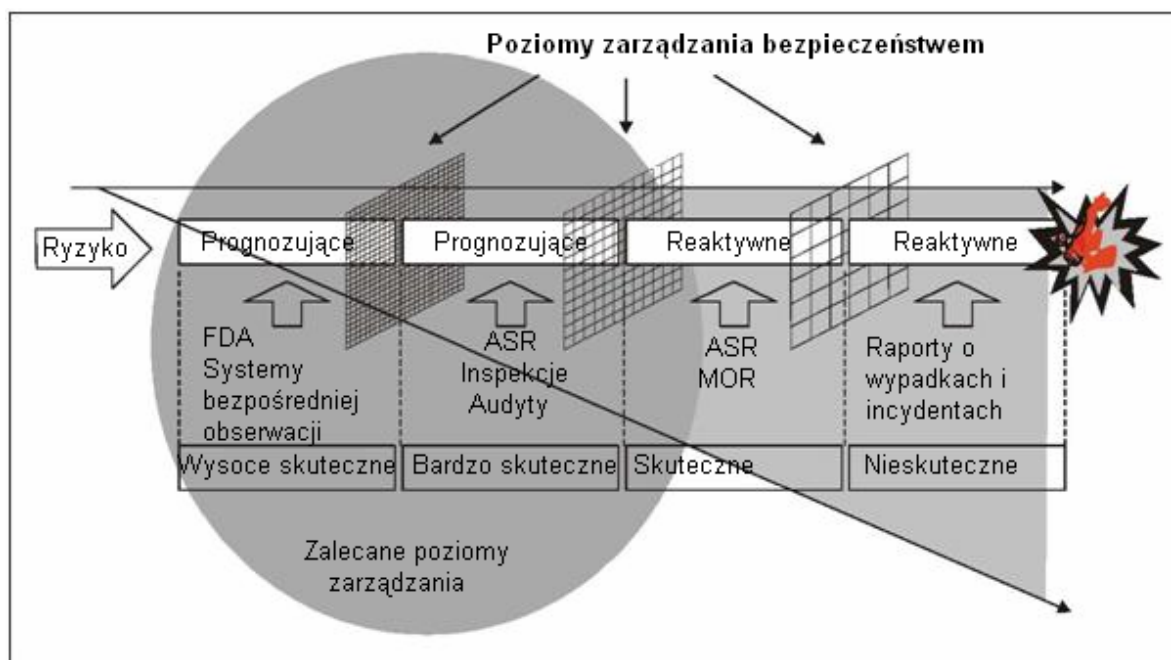 Poziomy zarządzania bezpieczeństwem
Ryzyko
Prognozujące
Prognozujące
Reaktywne
Reaktywne
FDA
Systemy
bezpośredniej
obserwacji
ASR
Inspekcje
Audyty
ASR
MOR
Raporty o
wypadkach i
incydentach
Wysoce skuteczne
Bardzo skuteczne
Skuteczne
Nieskuteczne
Zalecane poziomy
zarządzania